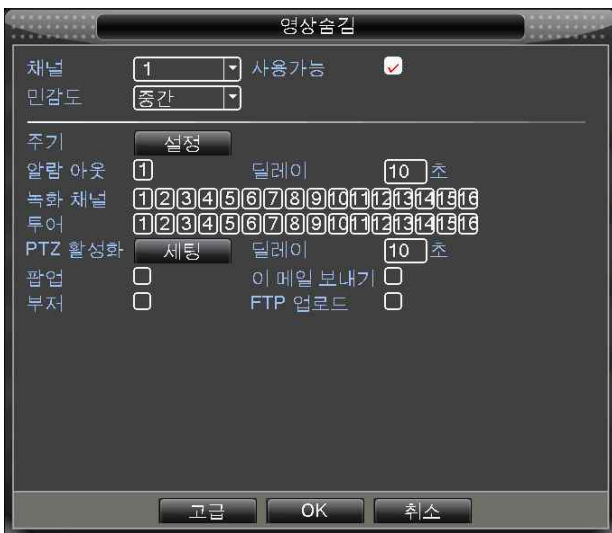 영상숨김
채널 1 사용가능
민감도 중간
주기 설정
알람 아웃 1 딜레이 10 초
녹화 채널 1 2 3 4 5 6 7 8 9 10 11 12 13 14 15 16
투어 1 2 3 4 5 6 7 8 9 10 11 12 13 14 15 16
PTZ 활성화 세팅 딜레이 10 초
팝업 이 메일 보내기
부저 FTP 업로드
고급 OK 취소